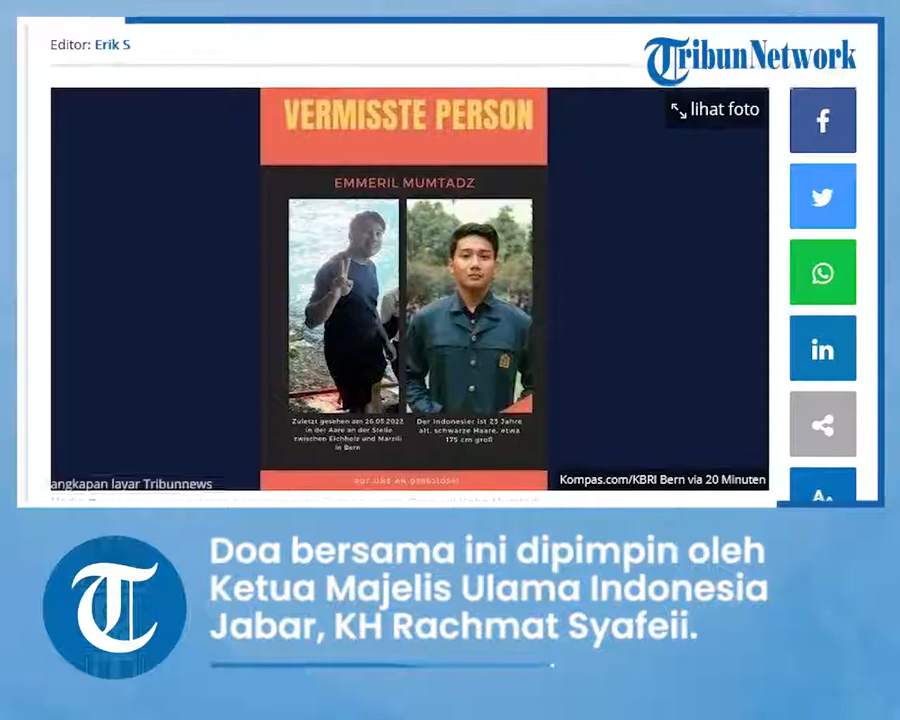 Editor: Erik S
TribunNetwork
VERMISSTE PERSON
lihat foto
EMMERIL MUMTADZ
Zuletzt gesehen am 26.05.2022
in der Aare an der Stelle
zwischen Eichholz und Marzili
in Bern
Der Indonesier ist 23 Jahre
alt, schwarze Haare, etwa
175 cm groß
angkapan layar Tribunnews
Kompas.com/KBRI Bern via 20 Minuten
Doa bersama ini dipimpin oleh
Ketua Majelis Ulama Indonesia
Jabar, KH Rachmat Syafeii.